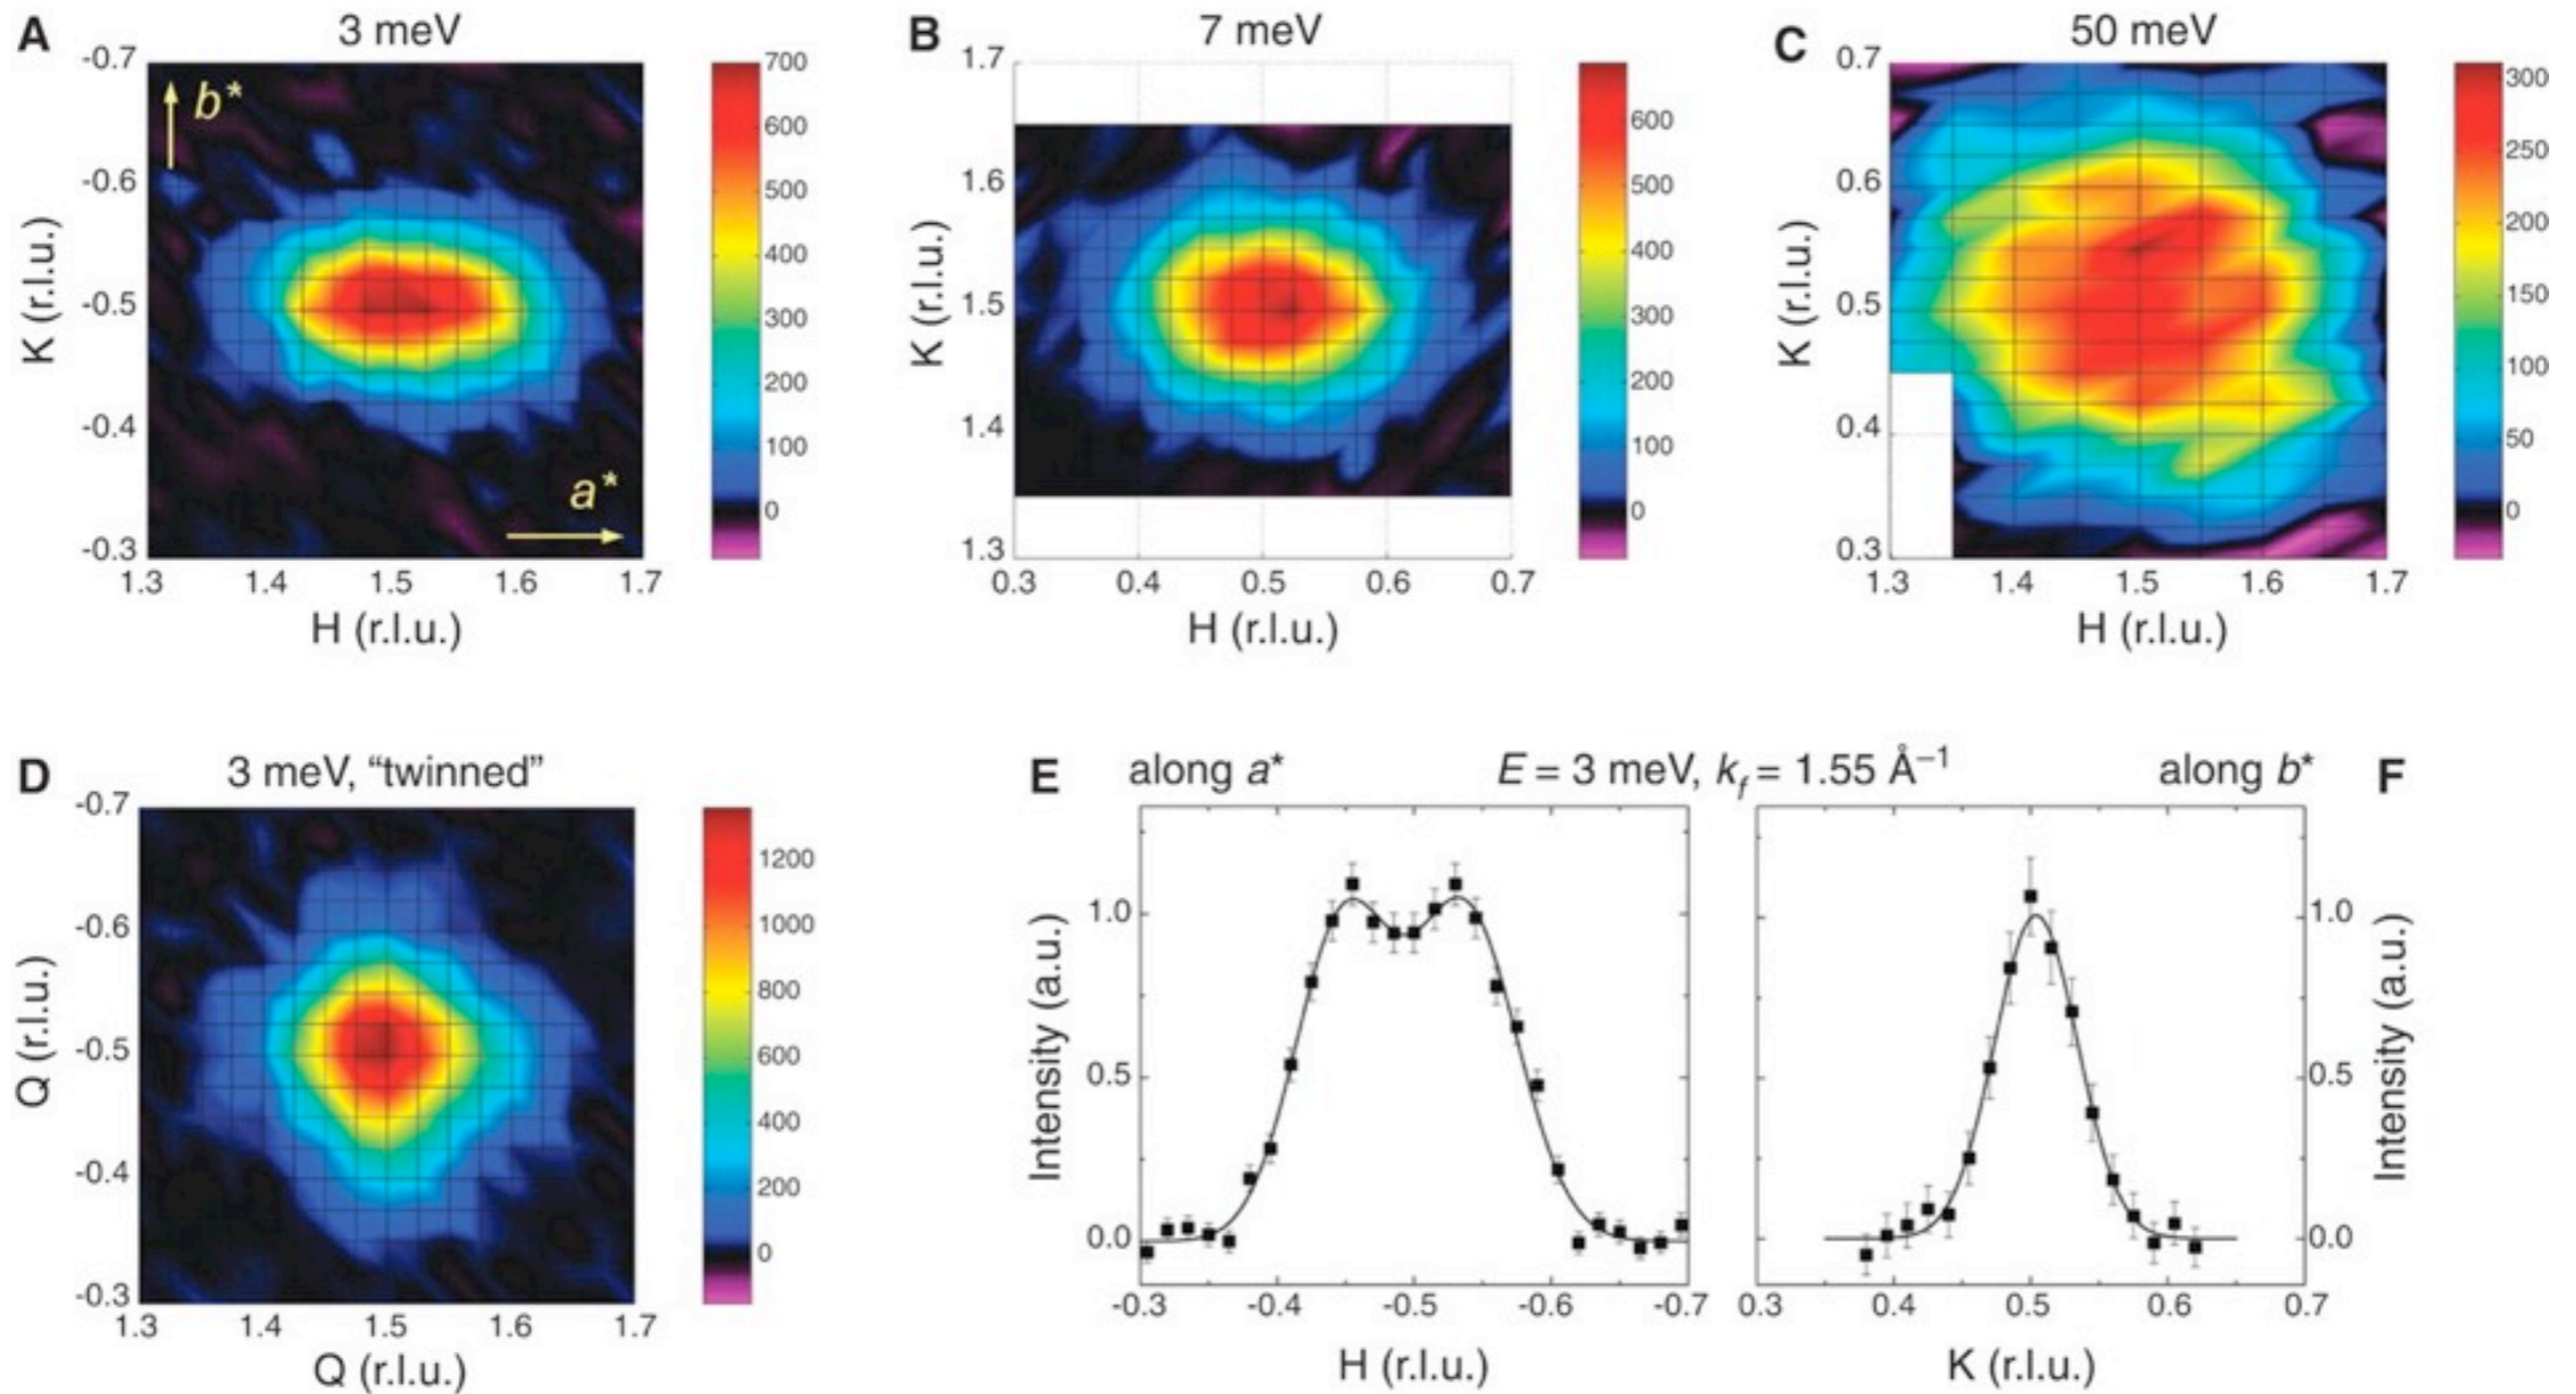 A
3 meV
-0.7
-0.6
-0.5
-0.4
-0.3
K (r.l.u.)
b*
a*
1.3 1.4 1.5 1.6 1.7
H (r.l.u.)
700
600
500
400
300
200
100
0
B
7 meV
1.7
1.6
1.5
1.4
1.3
K (r.l.u.)
0.3 0.4 0.5 0.6 0.7
H (r.l.u.)
600
500
400
300
200
100
0
C
50 meV
0.7
0.6
0.5
0.4
0.3
K (r.l.u.)
1.3 1.4 1.5 1.6 1.7
H (r.l.u.)
300
250
200
150
100
50
0
D
3 meV, “twinned”
-0.7
-0.6
-0.5
-0.4
-0.3
Q (r.l.u.)
1.3 1.4 1.5 1.6 1.7
Q (r.l.u.)
1200
1000
800
600
400
200
0
E along a* E = 3 meV, kf = 1.55 Å–1 along b* F
Intensity (a.u.)
1.0
0.5
0.0
-0.3 -0.4 -0.5 -0.6 -0.7
H (r.l.u.)
1.0
0.5
0.0
Intensity (a.u.)
0.3 0.4 0.5 0.6 0.7
K (r.l.u.)